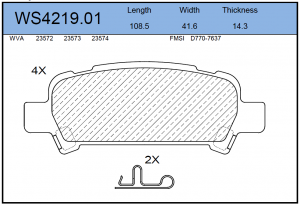 WS4219.01
Length Width Thickness
108.5 41.6 14.3
WVA 23572 23573 23574 FMSI D770-7637
4X
2X